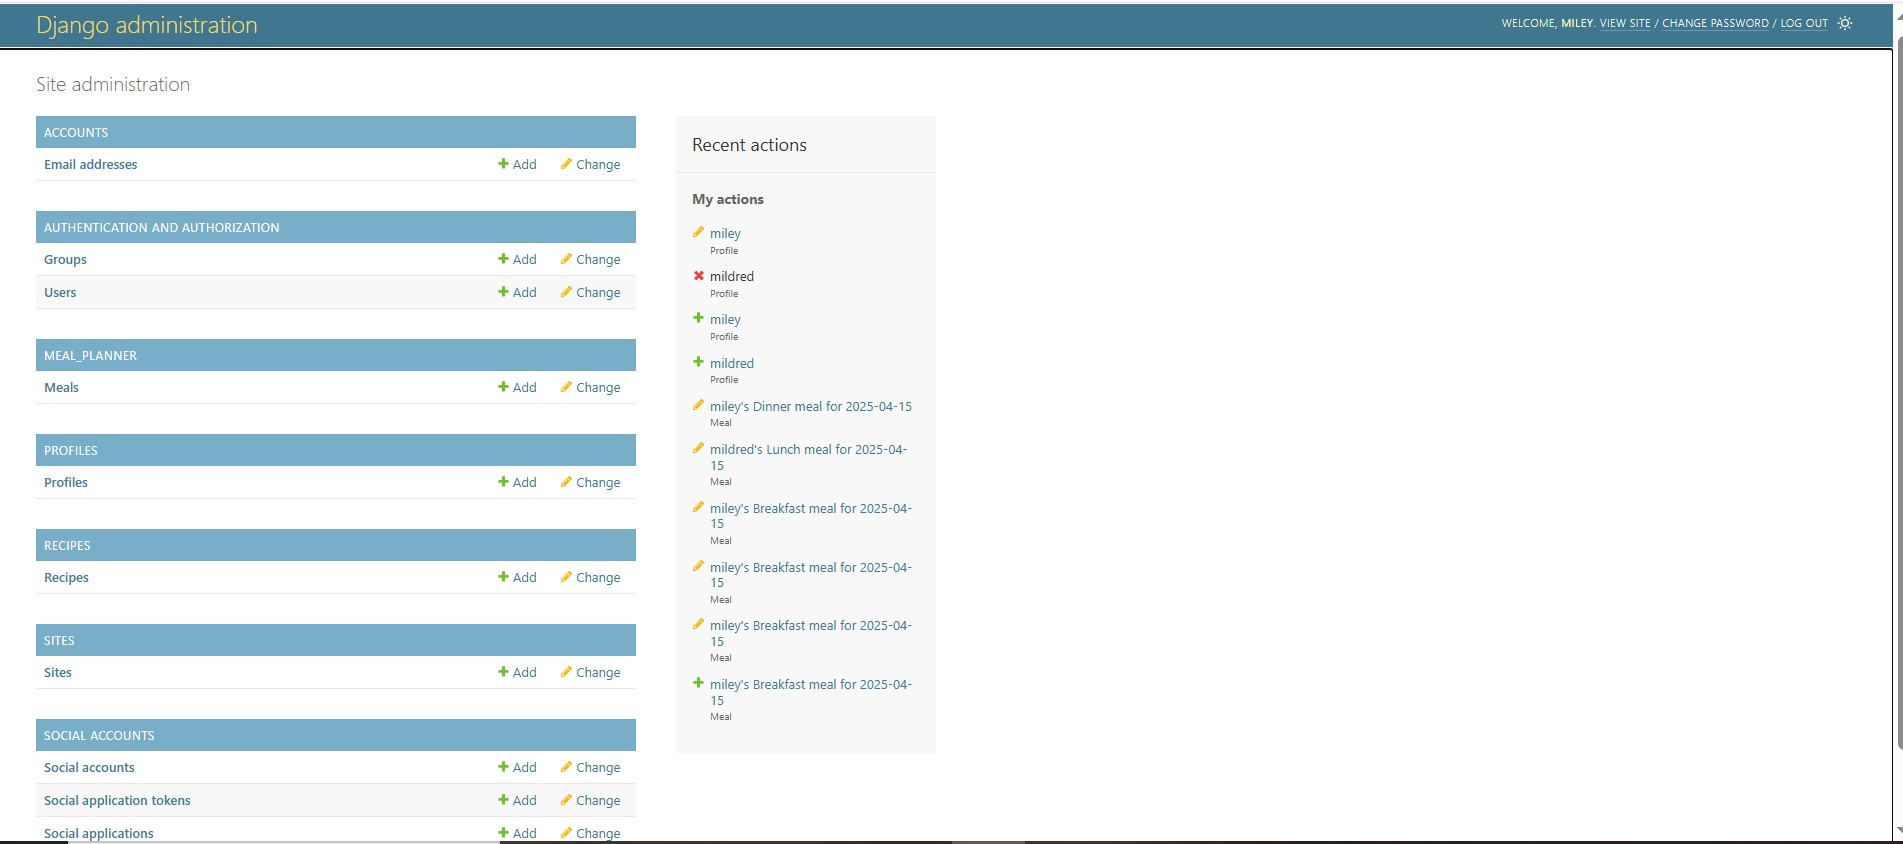 Django administration
WELCOME, MILEY. VIEW SITE / CHANGE PASSWORD / LOG OUT
Site administration
ACCOUNTS
Email addresses Add Change
AUTHENTICATION AND AUTHORIZATION
Groups Add Change
Users Add Change
MEAL_PLANNER
Meals Add Change
PROFILES
Profiles Add Change
RECIPES
Recipes Add Change
SITES
Sites Add Change
SOCIAL ACCOUNTS
Social accounts Add Change
Social application tokens Add Change
Social applications Add Change
Recent actions
My actions
miley
Profile
mildred
Profile
miley
Profile
mildred
Profile
miley's Dinner meal for 2025-04-15
Meal
mildred's Lunch meal for 2025-04-
15
Meal
miley's Breakfast meal for 2025-04-
15
Meal
miley's Breakfast meal for 2025-04-
15
Meal
miley's Breakfast meal for 2025-04-
15
Meal
miley's Breakfast meal for 2025-04-
15
Meal